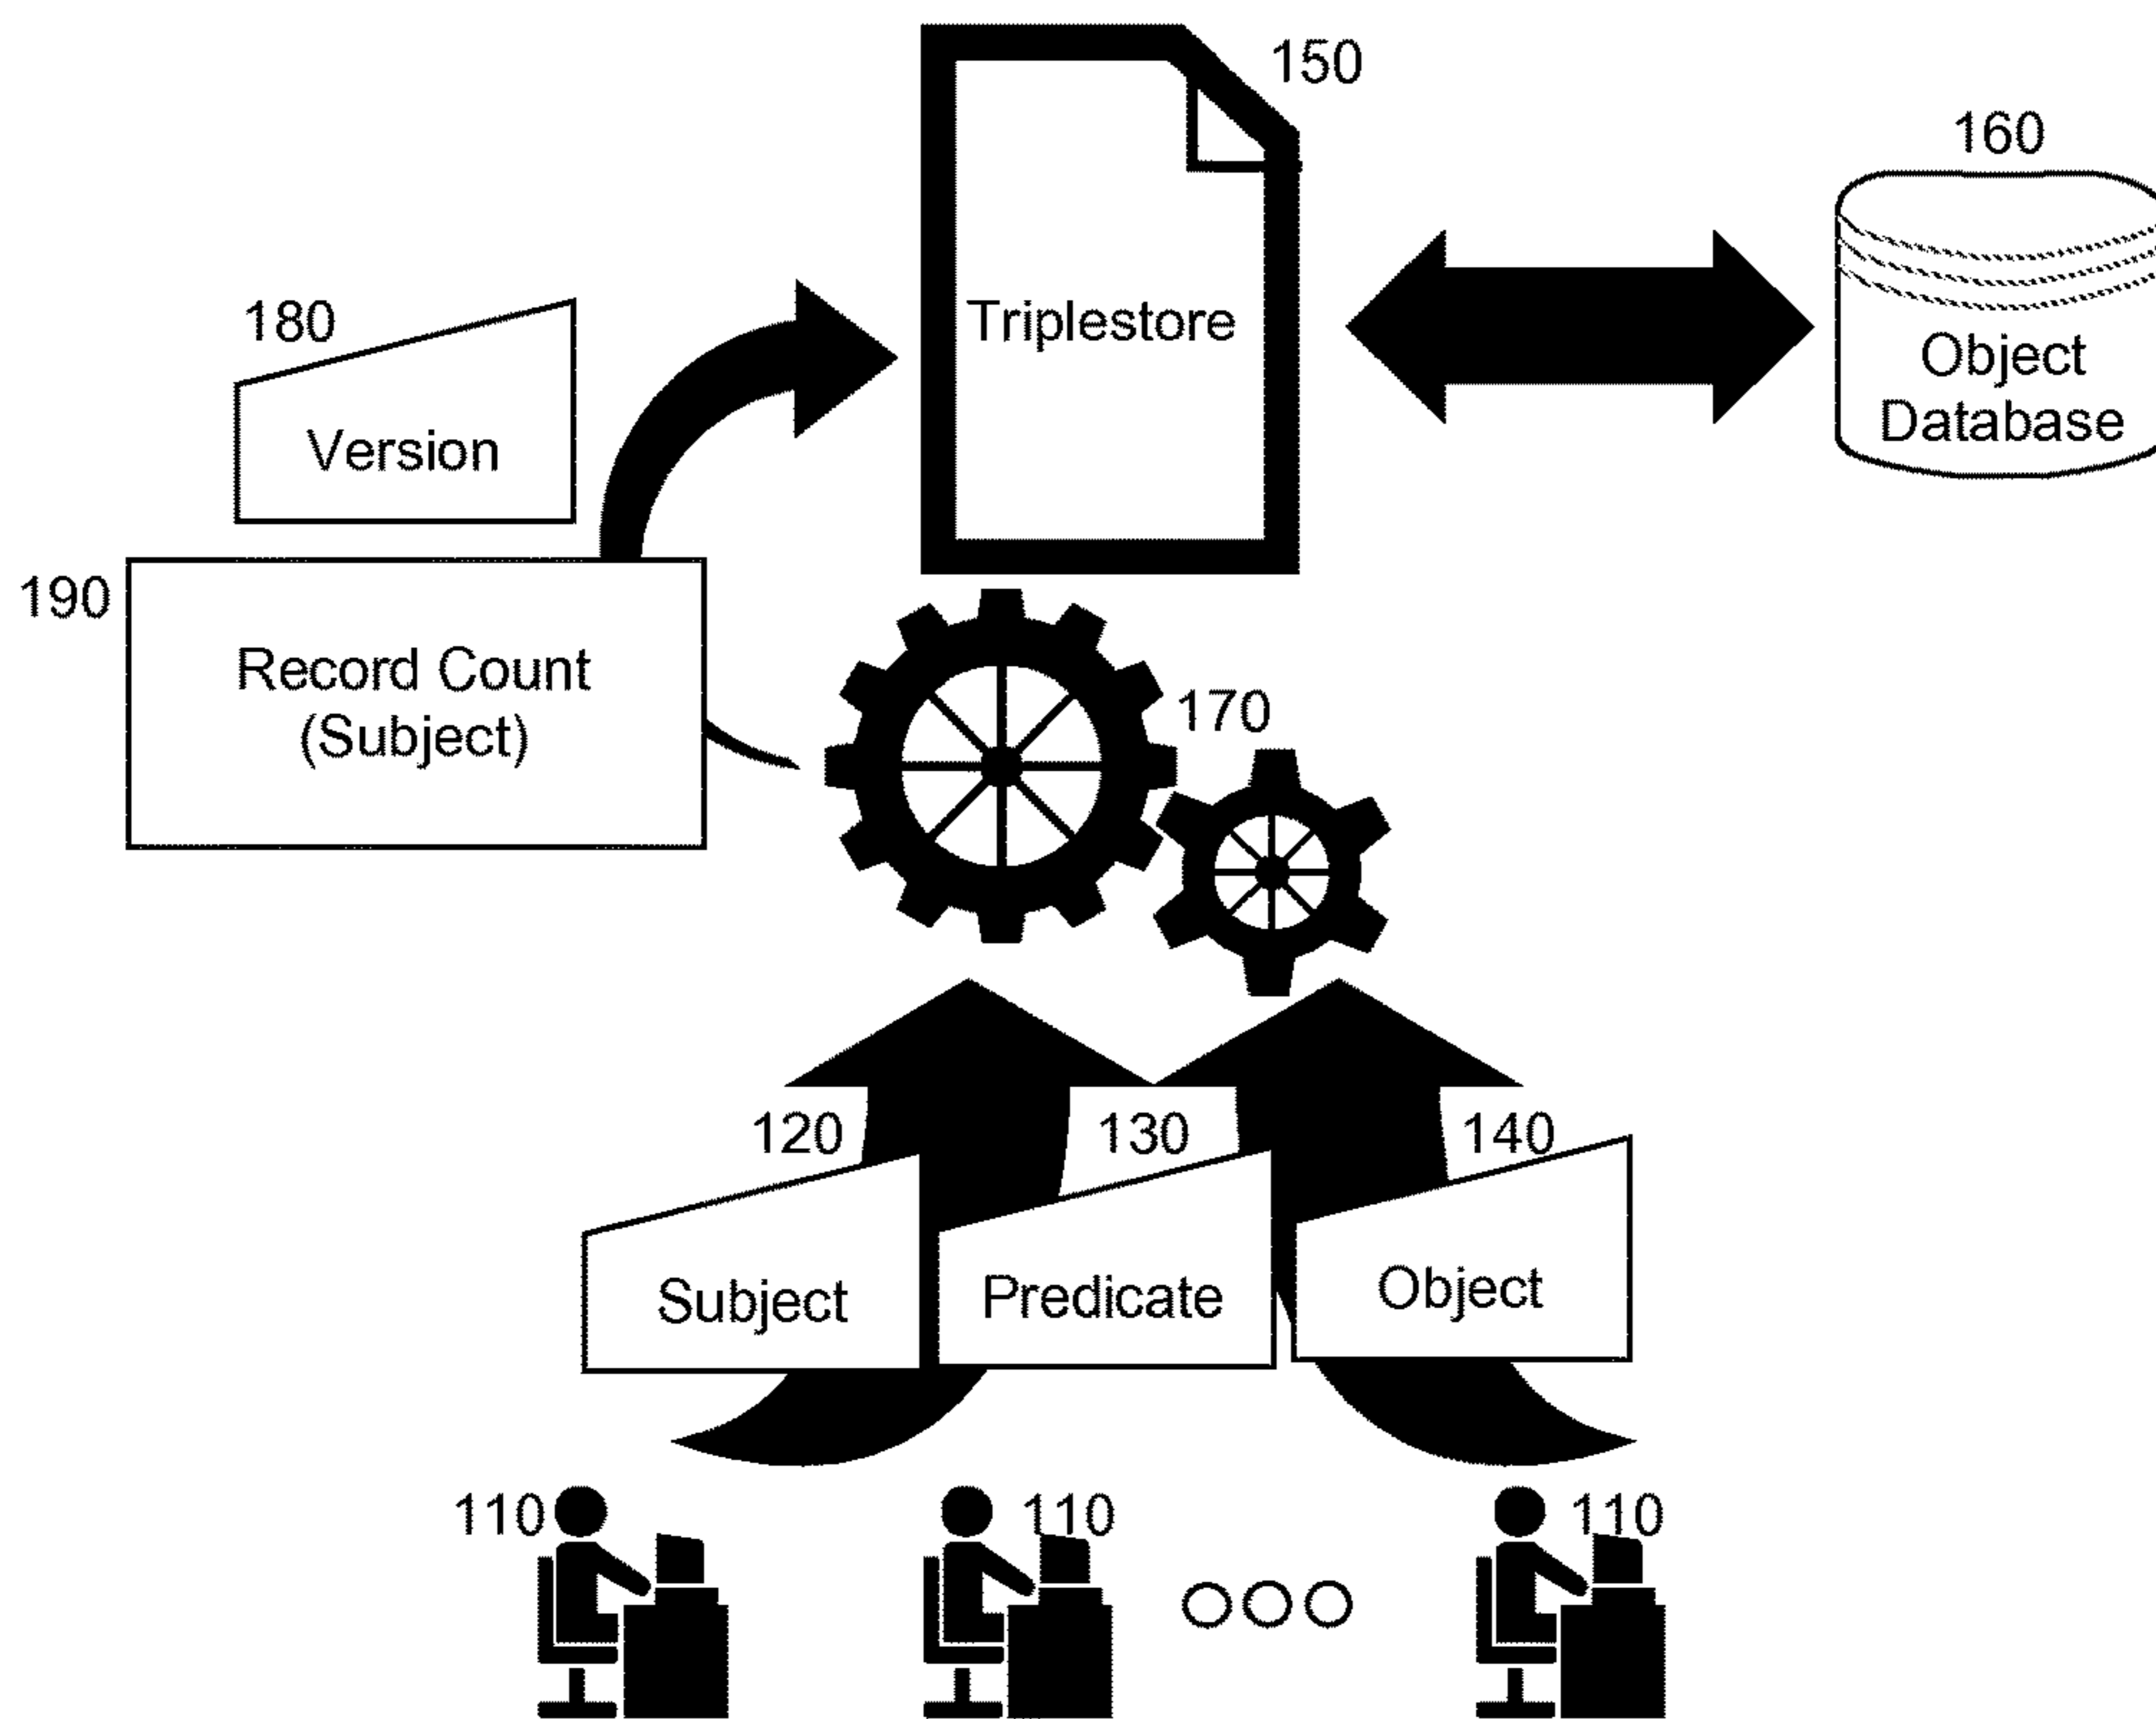 150
160
Triplestore
Object
Database
180
Version
190
Record Count
(Subject)
170
120
130
140
Subject
Predicate
Object
110
110
110